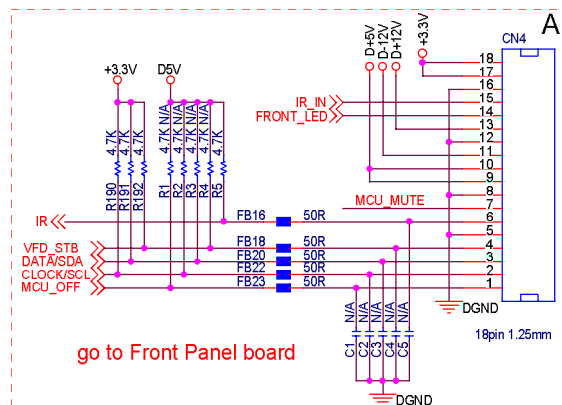 A
CN4
D+5V
D-12V
D+12V
+3.3V
+3.3V
D5V
18
17
16
15
14
13
12
11
10
9
8
7
6
5
4
3
2
1
IR_IN
FRONT_LED
4.7K
4.7K
4.7K
4.7K N/A
4.7K N/A
4.7K N/A
4.7K N/A
4.7K
R190
R191
R192
R1
R2
R3
R4
R5
MCU_MUTE
IR
FB16
50R
VFD_STB
FB18
50R
DATA/SDA
FB20
50R
CLOCK/SCL
FB22
50R
MCU_OFF
FB23
50R
DGND
N/A
N/A
N/A
N/A
N/A
C1
C2
C3
C4
C5
18pin 1.25mm
go to Front Panel board
DGND